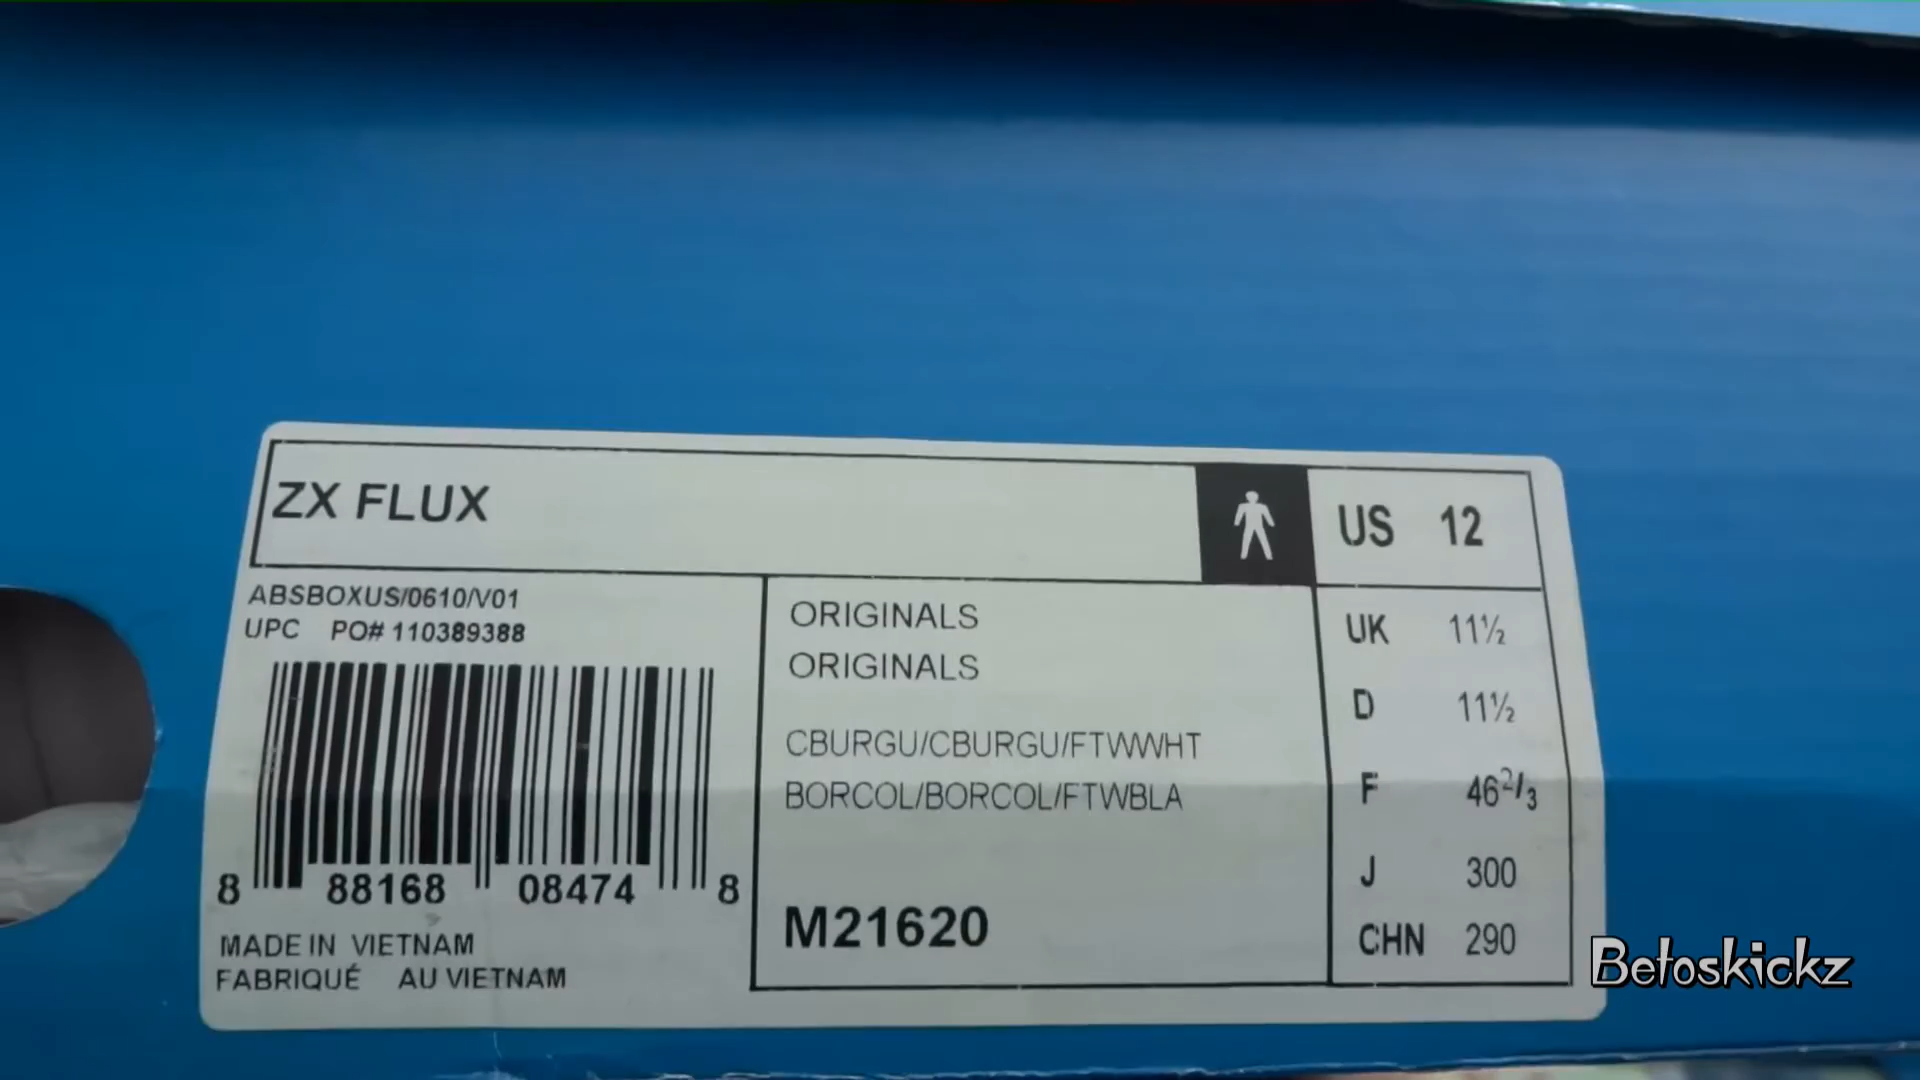 ZX FLUX
US 12
ABSBOXUS/0610/V01
UPC PO# 110389388
8 88168 08474 8
MADE IN VIETNAM
FABRIQUÉ AU VIETNAM
ORIGINALS
ORIGINALS
CBURGU/CBURGU/FTWWHT
BORCOL/BORCOL/FTWBLA
M21620
UK 11½
D 11½
F 46 2/3
J 300
CHN 290
Betoskickz